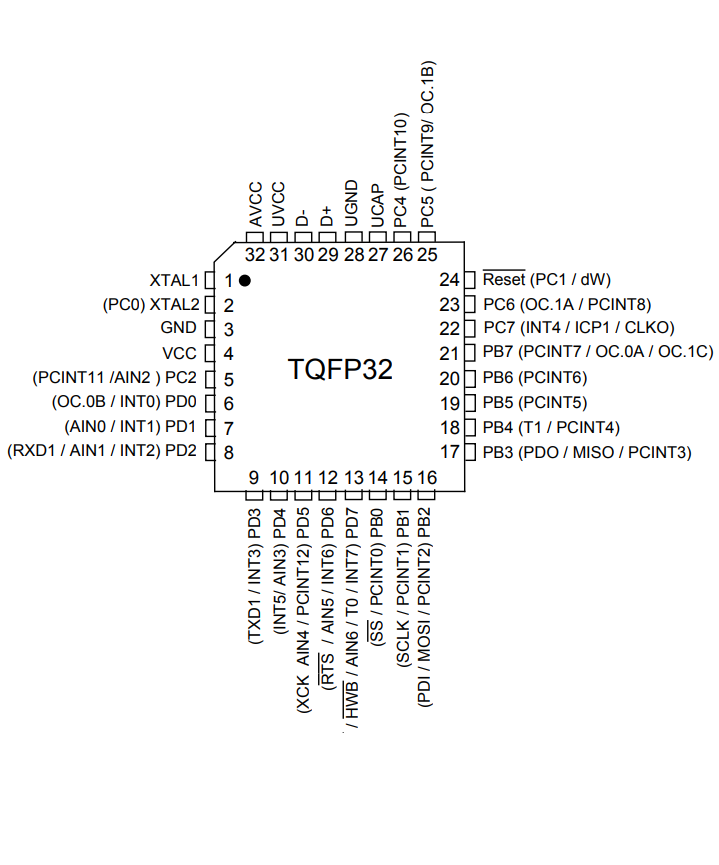 AVCC
UVCC
D-
D+
UGND
UCAP
PC4 (PCINT10)
PC5 ( PCINT9/ OC.1B)
32 31 30 29 28 27 26 25
XTAL1 1
(PC0) XTAL2 2
GND 3
VCC 4
(PCINT11 /AIN2 ) PC2 5
(OC.0B / INT0) PD0 6
(AIN0 / INT1) PD1 7
(RXD1 / AIN1 / INT2) PD2 8
TQFP32
24 Reset (PC1 / dW)
23 PC6 (OC.1A / PCINT8)
22 PC7 (INT4 / ICP1 / CLKO)
21 PB7 (PCINT7 / OC.0A / OC.1C)
20 PB6 (PCINT6)
19 PB5 (PCINT5)
18 PB4 (T1 / PCINT4)
17 PB3 (PDO / MISO / PCINT3)
9 10 11 12 13 14 15 16
(TXD1 / INT3) PD3
(INT5/ AIN3) PD4
(XCK AIN4 / PCINT12) PD5
(RTS / AIN5 / INT6) PD6
/ HWB / AIN6 / T0 / INT7) PD7
(SS / PCINT0) PB0
(SCLK / PCINT1) PB1
(PDI / MOSI / PCINT2) PB2